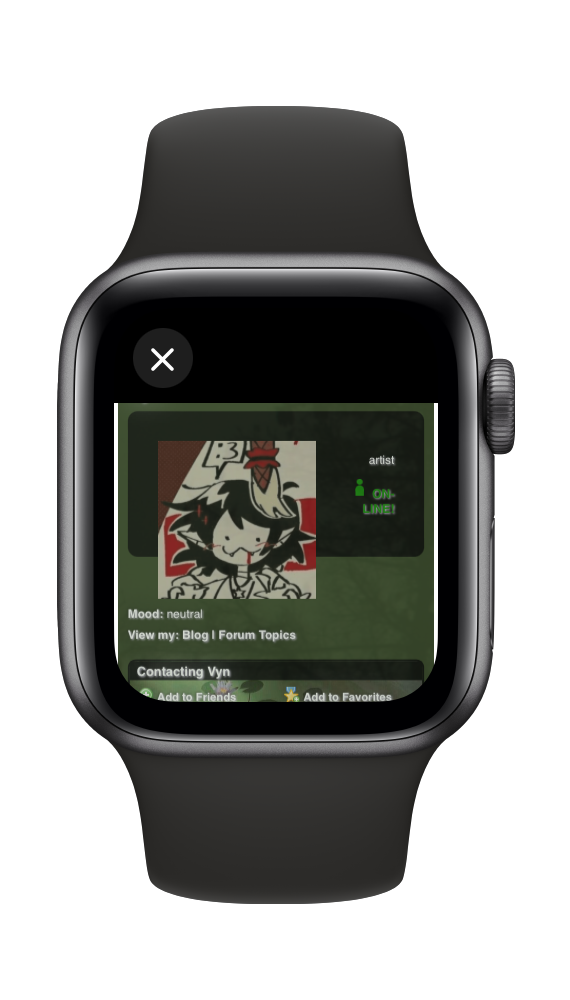 artist
ON-
LINE!
Mood: neutral
View my: Blog | Forum Topics
Contacting Vyn
Add to Friends
Add to Favorites